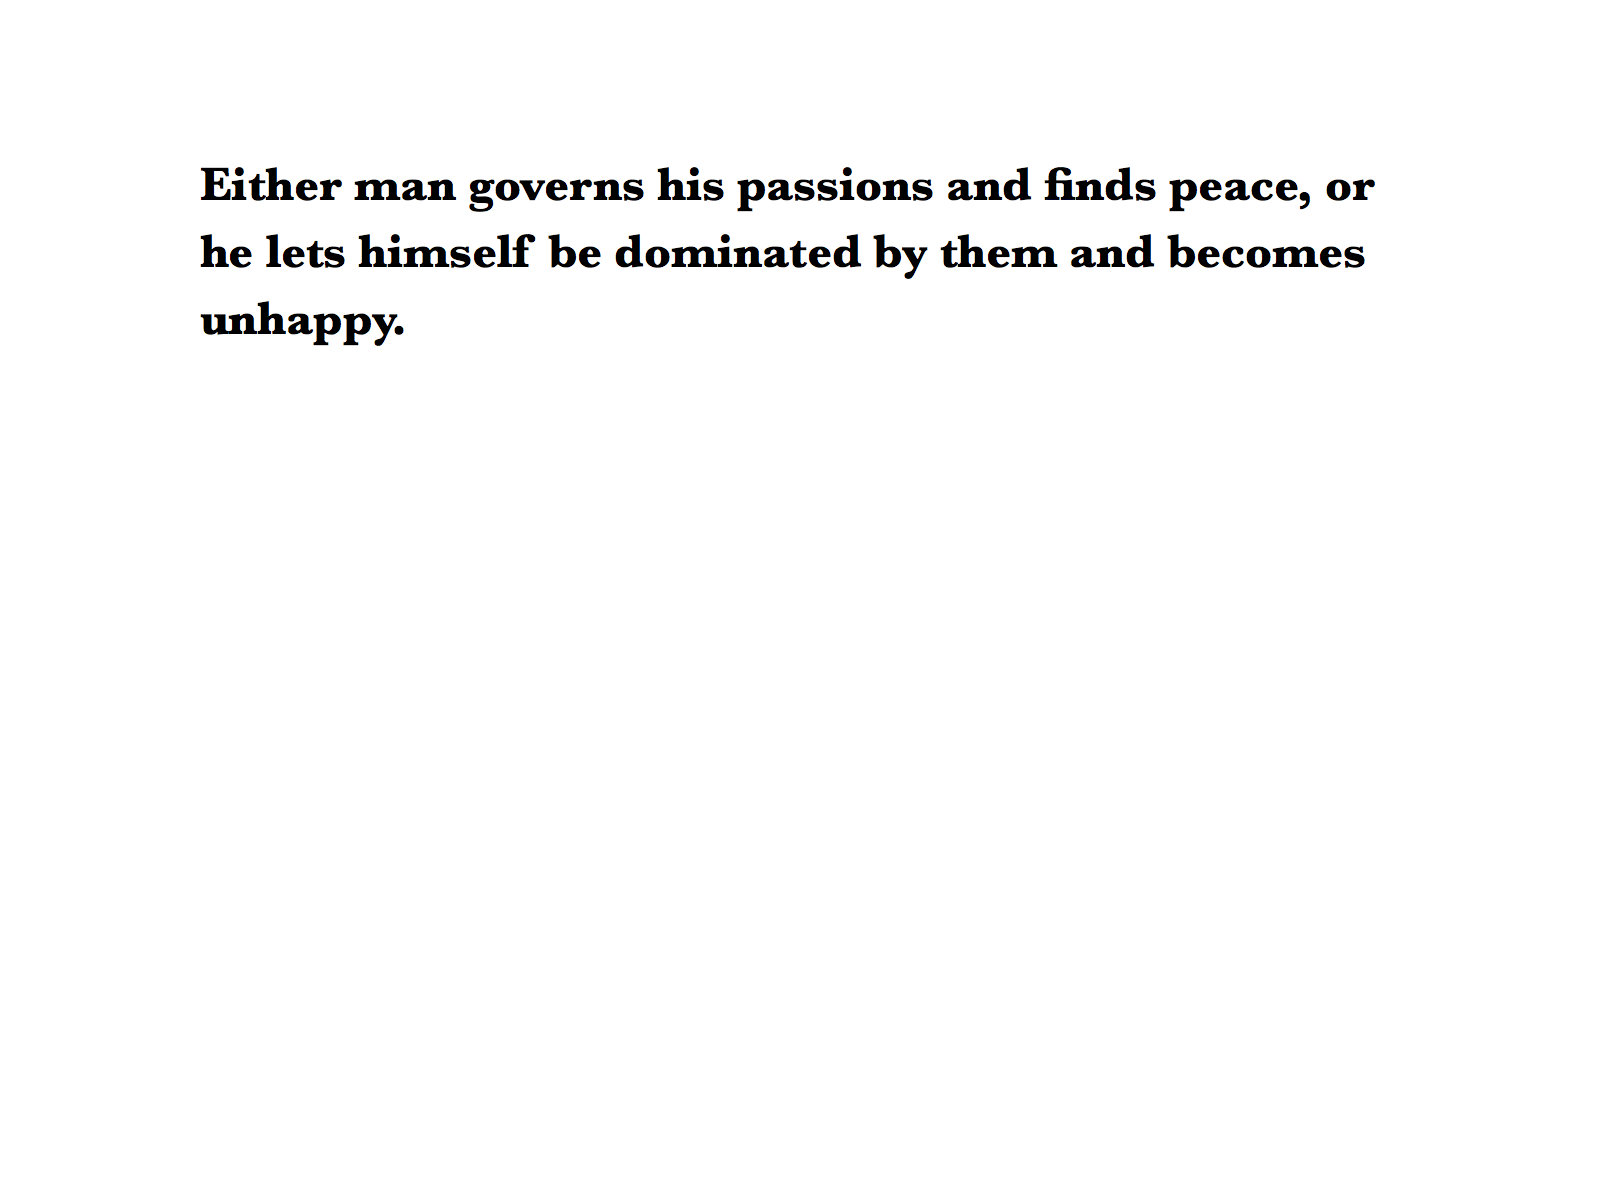 Either man governs his passions and finds peace, or
he lets himself be dominated by them and becomes
unhappy.